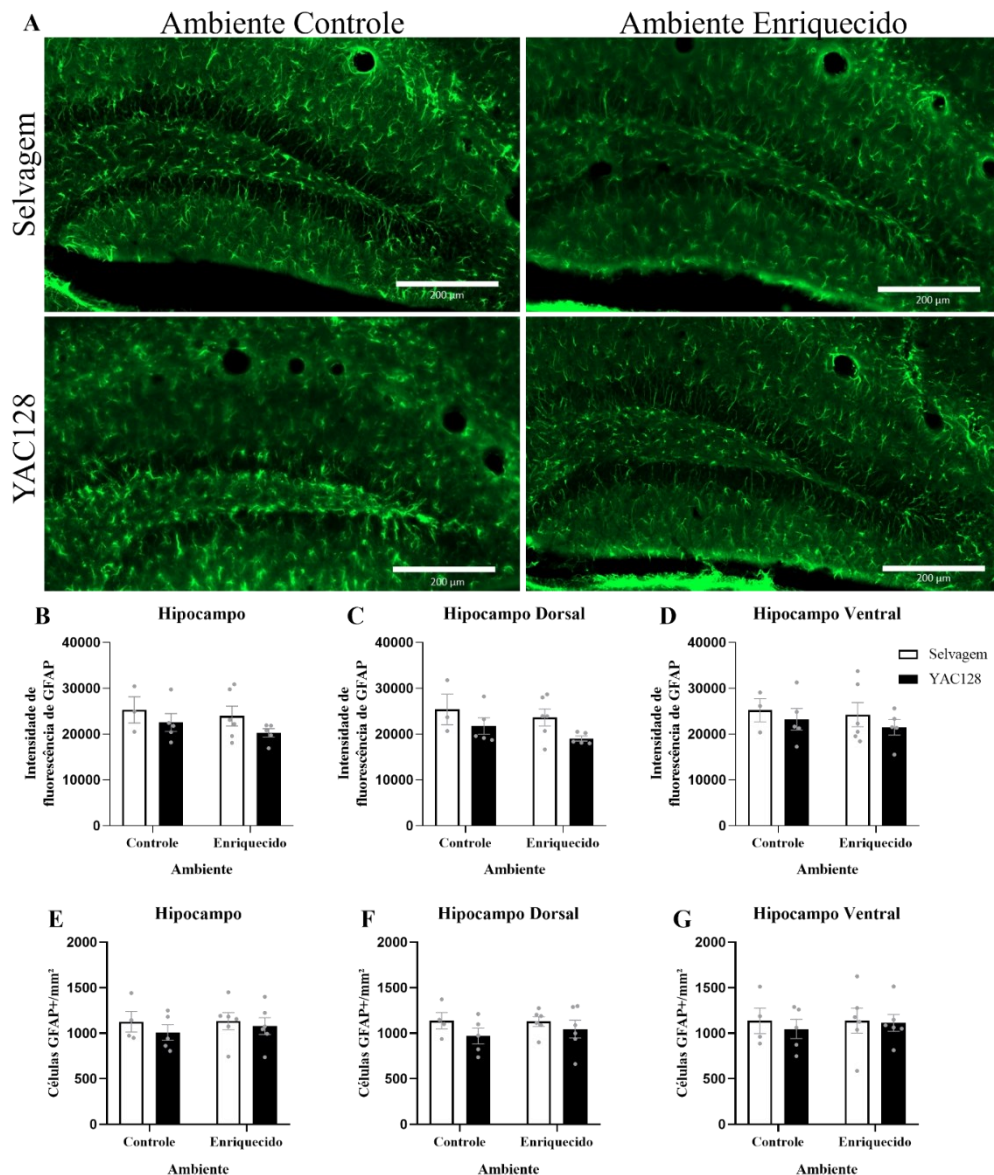 A
Ambiente Controle
Ambiente Enriquecido
Selvagem
200 µm
200 µm
YAC128
200 µm
200 µm
B
Hipocampo
Intensidade de
fluorescência de GFAP
40000
30000
20000
10000
0
Controle
Enriquecido
Ambiente
C
Hipocampo Dorsal
Intensidade de
fluorescência de GFAP
40000
30000
20000
10000
0
Controle
Enriquecido
Ambiente
D
Hipocampo Ventral
Intensidade de
fluorescência de GFAP
40000
30000
20000
10000
0
Controle
Enriquecido
Ambiente
Selvagem
YAC128
E
Hipocampo
Células GFAP+/mm²
2000
1500
1000
500
0
Controle
Enriquecido
Ambiente
F
Hipocampo Dorsal
Células GFAP+/mm²
2000
1500
1000
500
0
Controle
Enriquecido
Ambiente
G
Hipocampo Ventral
Células GFAP+/mm²
2000
1500
1000
500
0
Controle
Enriquecido
Ambiente